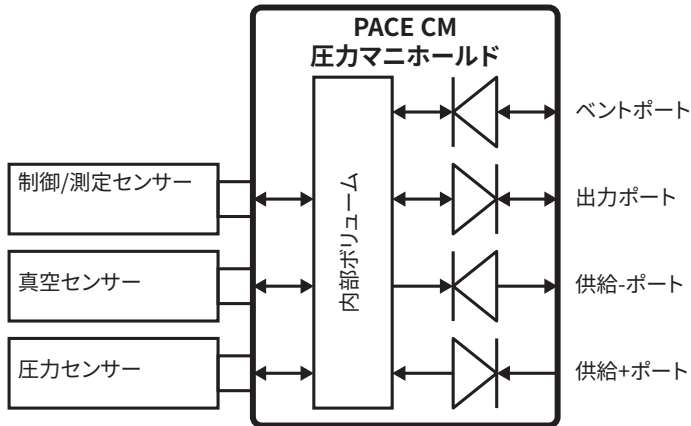 PACE CM
圧力マニホールド
ベントポート
制御/測定センサー
出力ポート
内部ボリューム
真空センサー
供給-ポート
圧力センサー
供給+ポート